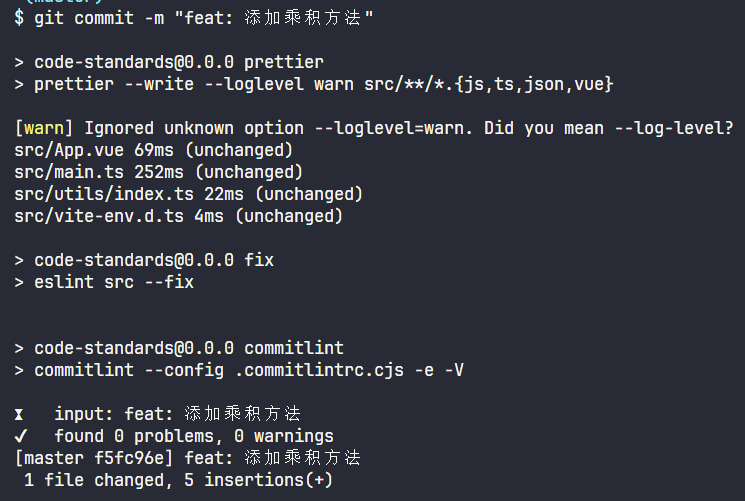 (master)
$ git commit -m "feat: 添加乘积方法"
> code-standards@0.0.0 prettier
> prettier --write --loglevel warn src/**/*.{js,ts,json,vue}
[warn] Ignored unknown option --loglevel=warn. Did you mean --log-level?
src/App.vue 69ms (unchanged)
src/main.ts 252ms (unchanged)
src/utils/index.ts 22ms (unchanged)
src/vite-env.d.ts 4ms (unchanged)
> code-standards@0.0.0 fix
> eslint src --fix
> code-standards@0.0.0 commitlint
> commitlint --config .commitlintrc.cjs -e -V
⧗ input: feat: 添加乘积方法
✔ found 0 problems, 0 warnings
[master f5fc96e] feat: 添加乘积方法
1 file changed, 5 insertions(+)